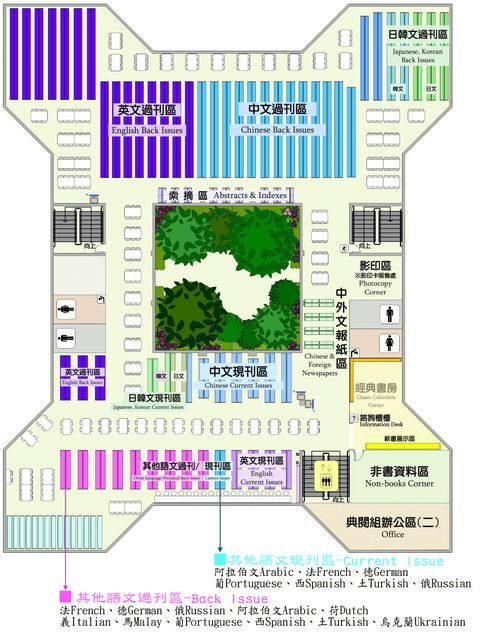 日韓文過刊區
Japanese, Korean
Back Issues
韓文
日文
英文過刊區
English Back Issues
中文過刊區
Chinese Back Issues
索摘區 Abstracts & Indexes
向上
向上
影印區
※影印卡販售處
Photocopy
Corner
中外文報紙區
Chinese &
Foreign
Newspapers
英文過刊區
English Back Issues
韓文
日文
日韓文現刊區
Japanese, Korean Current Issues
中文現刊區
Chinese Current Issues
經典書房
Classic Collection
Corner
? 諮詢櫃檯
Information Desk
新書展示區
其他語文過刊/現刊區
Other Language Periodical Back Issues
Current Issues
英文現刊區
English
Current Issues
非書資料區
Non-books Corner
向上
典閱組辦公區(二)
Office
其他語文現刊區-Current Issue
阿拉伯文Arabic、法French、德German
葡Portuguese、西Spanish、土Turkish、俄Russian
其他語文過刊區-Back Issue
法French、德German、俄Russian、阿拉伯文Arabic、荷Dutch
義Italian、馬Malay、葡Portuguese、西Spanish、土Turkish、烏克蘭Ukrainian